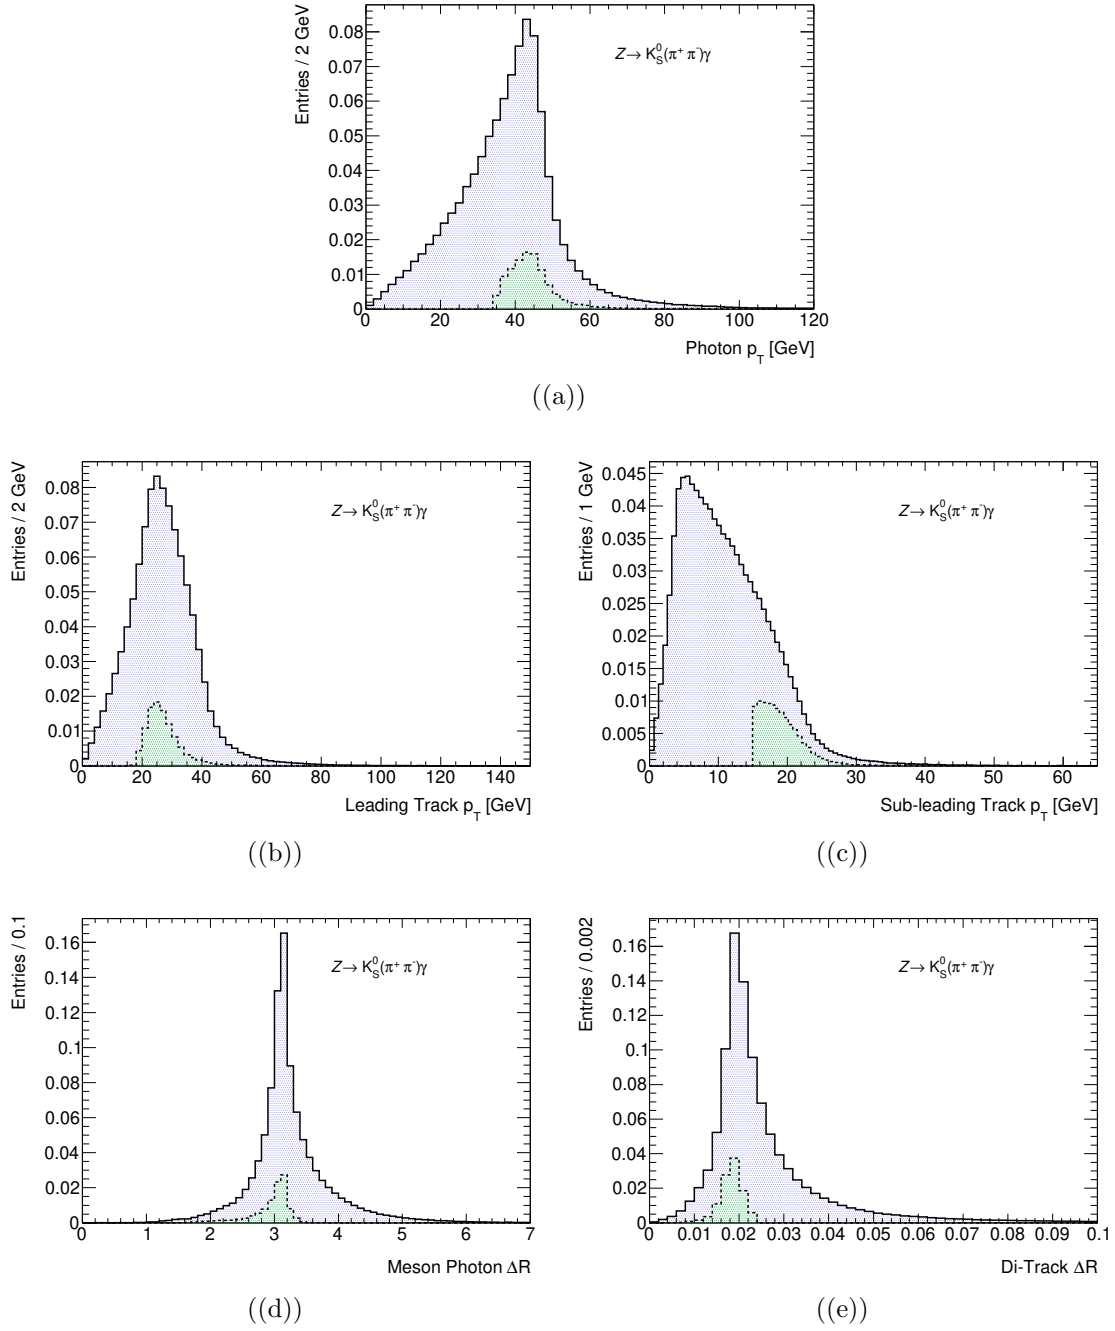 Entries / 2 GeV
0.08
0.07
0.06
0.05
0.04
0.03
0.02
0.01
0
Z→ K⁰_S(π⁺ π⁻)γ
0 20 40 60 80 100 120
Photon p_T [GeV]
((a))
Entries / 2 GeV
0.08
0.07
0.06
0.05
0.04
0.03
0.02
0.01
0
Z→ K⁰_S(π⁺ π⁻)γ
0 20 40 60 80 100 120 140
Leading Track p_T [GeV]
((b))
Entries / 1 GeV
0.045
0.04
0.035
0.03
0.025
0.02
0.015
0.01
0.005
0
Z→ K⁰_S(π⁺ π⁻)γ
0 10 20 30 40 50 60
Sub-leading Track p_T [GeV]
((c))
Entries / 0.1
0.16
0.14
0.12
0.1
0.08
0.06
0.04
0.02
0
Z→ K⁰_S(π⁺ π⁻)γ
0 1 2 3 4 5 6 7
Meson Photon ΔR
((d))
Entries / 0.002
0.16
0.14
0.12
0.1
0.08
0.06
0.04
0.02
0
Z→ K⁰_S(π⁺ π⁻)γ
0 0.01 0.02 0.03 0.04 0.05 0.06 0.07 0.08 0.09 0.1
Di-Track ΔR
((e))